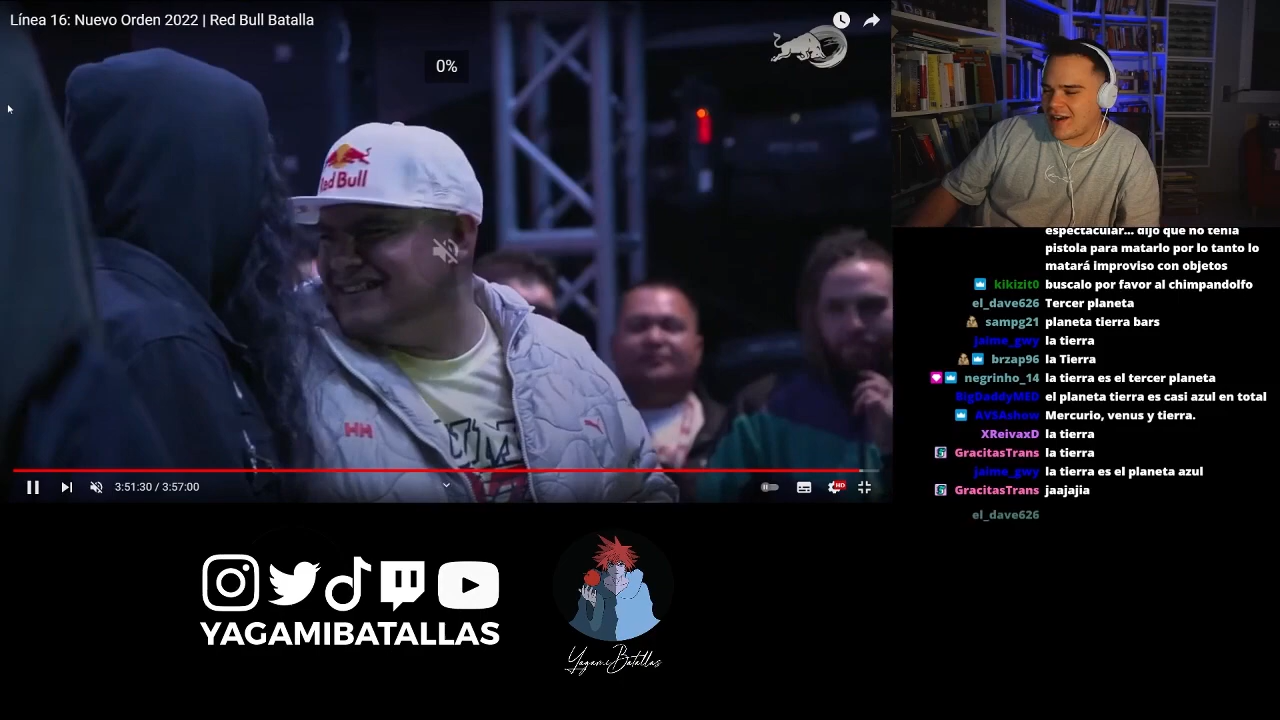 Línea 16: Nuevo Orden 2022 | Red Bull Batalla
0%
Red Bull
HH
3:51:30 / 3:57:00
HD
espectacular... dijo que no tenia
pistola para matarlo por lo tanto lo
matará improviso con objetos
kikizit0 buscalo por favor al chimpandolfo
el_dave626 Tercer planeta
sampg21 planeta tierra bars
jaime_gwy la tierra
brzap96 la Tierra
negrinho_14 la tierra es el tercer planeta
BigDaddyMED el planeta tierra es casi azul en total
AVSAshow Mercurio, venus y tierra.
XReivaxD la tierra
GracitasTrans la tierra
jaime_gwy la tierra es el planeta azul
GracitasTrans jaajajia
el_dave626
YAGAMIBATALLAS
YagamiBatallas